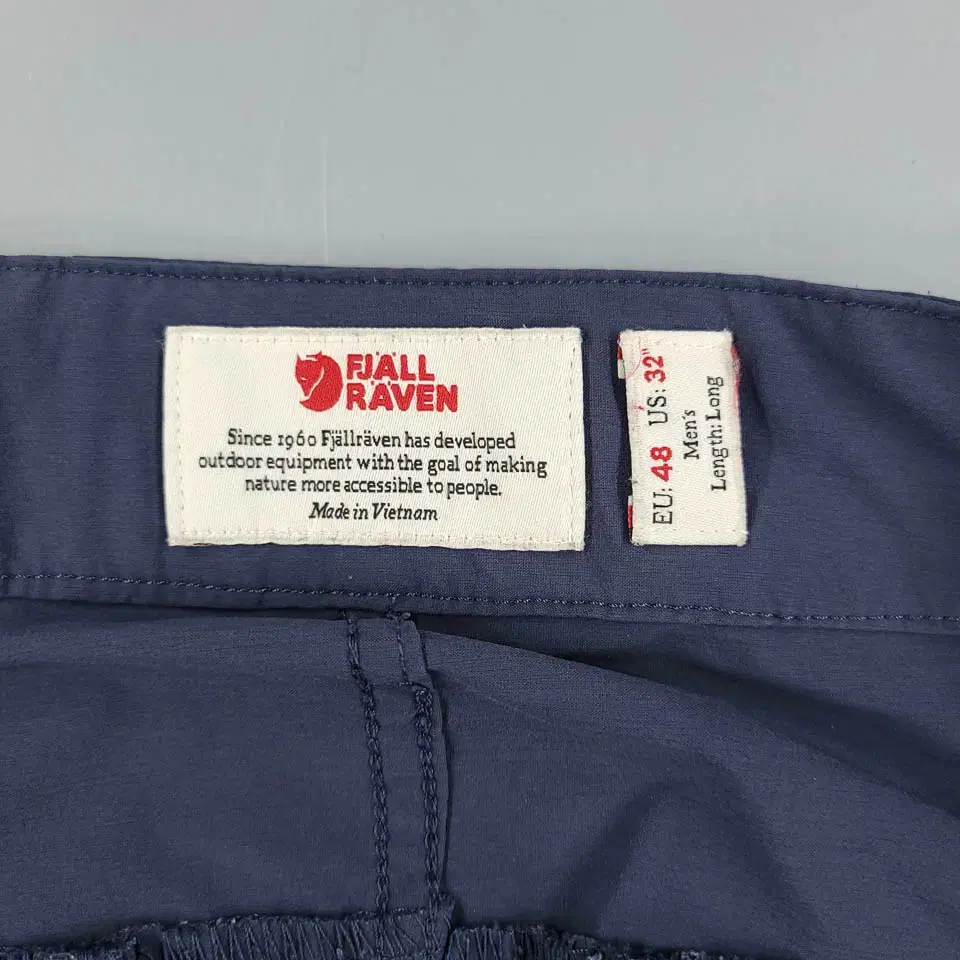 FJÄLL
RÄVEN
Since 1960 Fjällräven has developed
outdoor equipment with the goal of making
nature more accessible to people.
Made in Vietnam
EU: 48 US: 32"
Men's
Length: Long